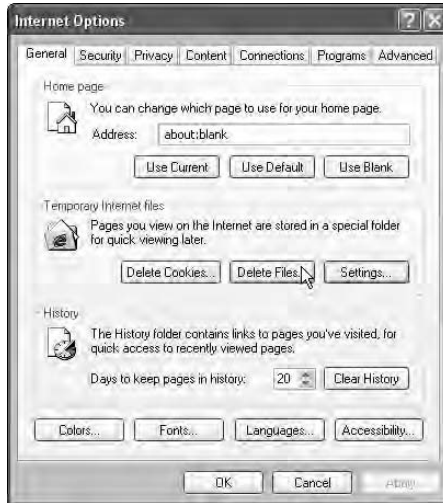 Internet Options
General Security Privacy Content Connections Programs Advanced
Home page
You can change which page to use for your home page.
Address: about:blank
Use Current Use Default Use Blank
Temporary Internet files
Pages you view on the Internet are stored in a special folder
for quick viewing later.
Delete Cookies... Delete Files... Settings...
History
The History folder contains links to pages you've visited, for
quick access to recently viewed pages.
Days to keep pages in history: 20 Clear History
Colors... Fonts... Languages... Accessibility...
OK Cancel Apply